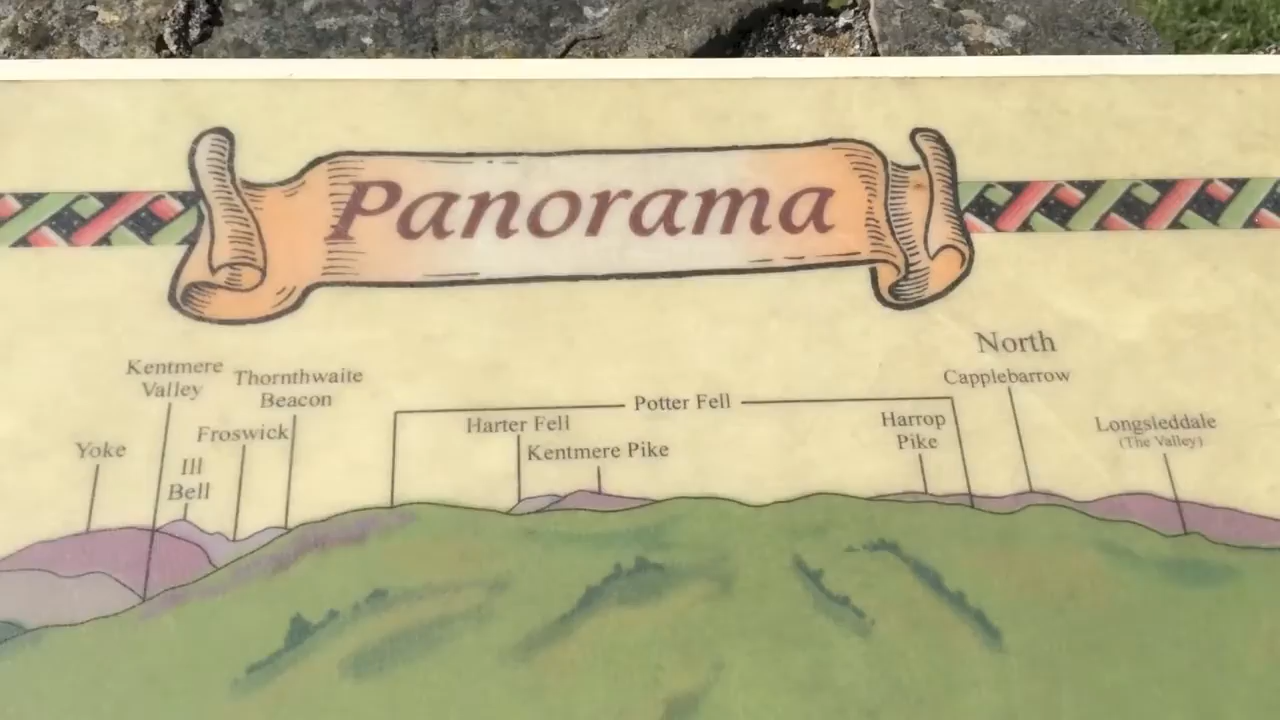 Panorama
North
Kentmere
Valley
Thornthwaite
Beacon
Capplebarrow
Potter Fell
Harter Fell
Harrop
Pike
Longsleddale
(The Valley)
Froswick
Yoke
Kentmere Pike
Ill
Bell